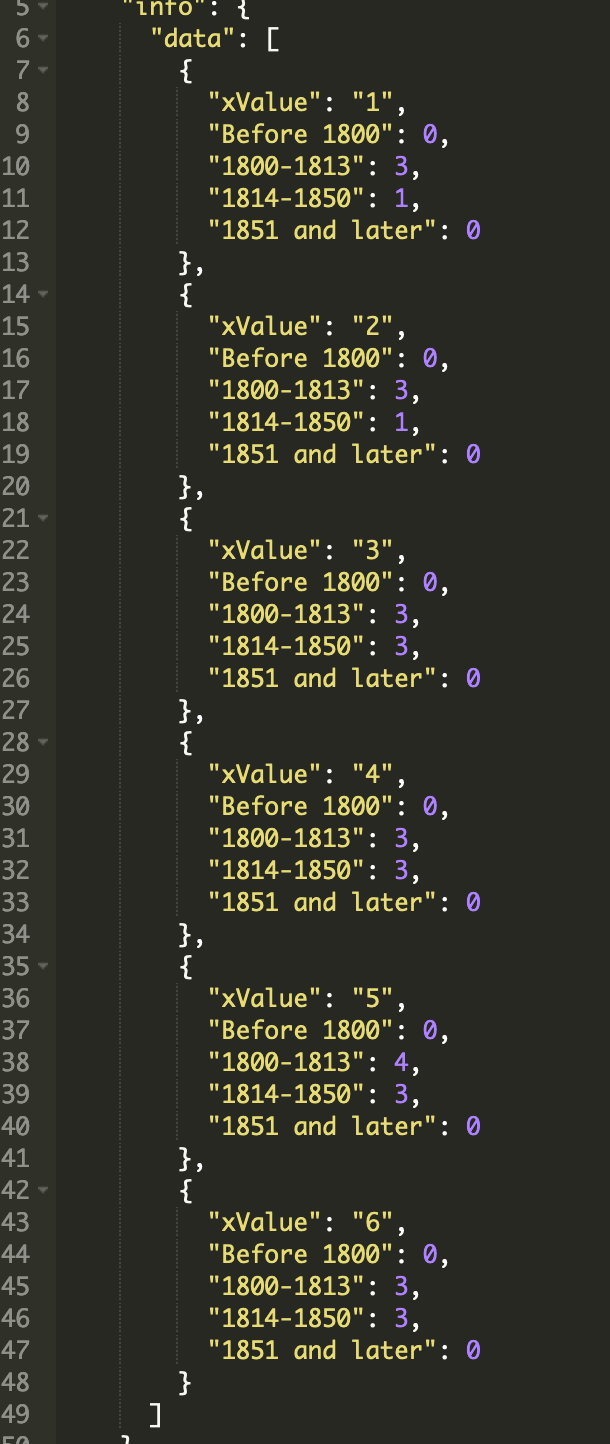 5 "info": {
6 "data": [
7 {
8 "xValue": "1",
9 "Before 1800": 0,
10 "1800-1813": 3,
11 "1814-1850": 1,
12 "1851 and later": 0
13 },
14 {
15 "xValue": "2",
16 "Before 1800": 0,
17 "1800-1813": 3,
18 "1814-1850": 1,
19 "1851 and later": 0
20 },
21 {
22 "xValue": "3",
23 "Before 1800": 0,
24 "1800-1813": 3,
25 "1814-1850": 3,
26 "1851 and later": 0
27 },
28 {
29 "xValue": "4",
30 "Before 1800": 0,
31 "1800-1813": 3,
32 "1814-1850": 3,
33 "1851 and later": 0
34 },
35 {
36 "xValue": "5",
37 "Before 1800": 0,
38 "1800-1813": 4,
39 "1814-1850": 3,
40 "1851 and later": 0
41 },
42 {
43 "xValue": "6",
44 "Before 1800": 0,
45 "1800-1813": 3,
46 "1814-1850": 3,
47 "1851 and later": 0
48 }
49 ]
50 }